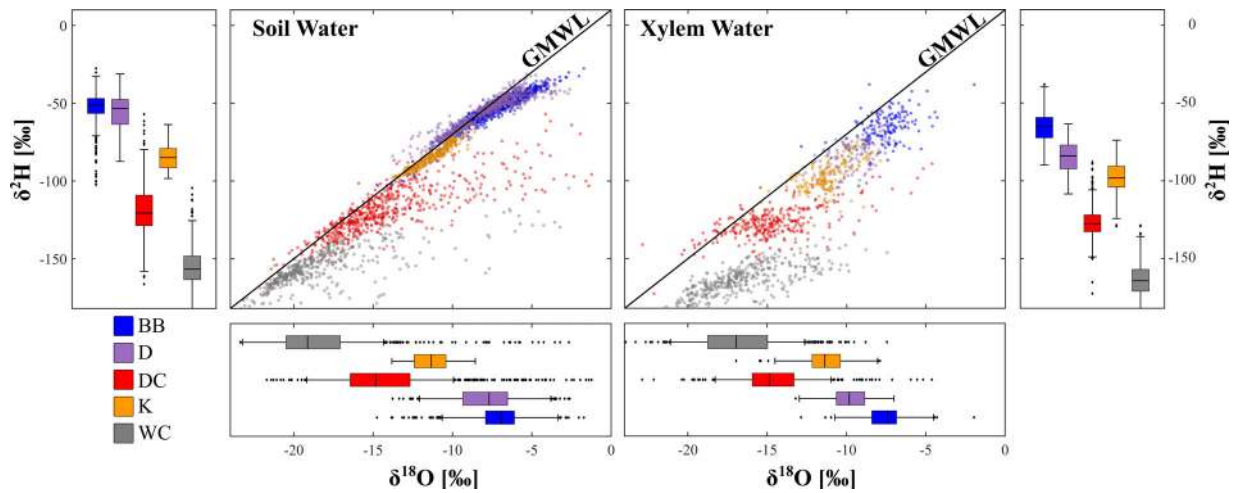 Soil Water
GMWL
Xylem Water
GMWL
0
-50
-100
-150
δ²H [‰]
0
-50
-100
-150
δ²H [‰]
BB
D
DC
K
WC
-20
-15
-10
-5
0
-20
-15
-10
-5
0
δ¹⁸O [‰]
δ¹⁸O [‰]